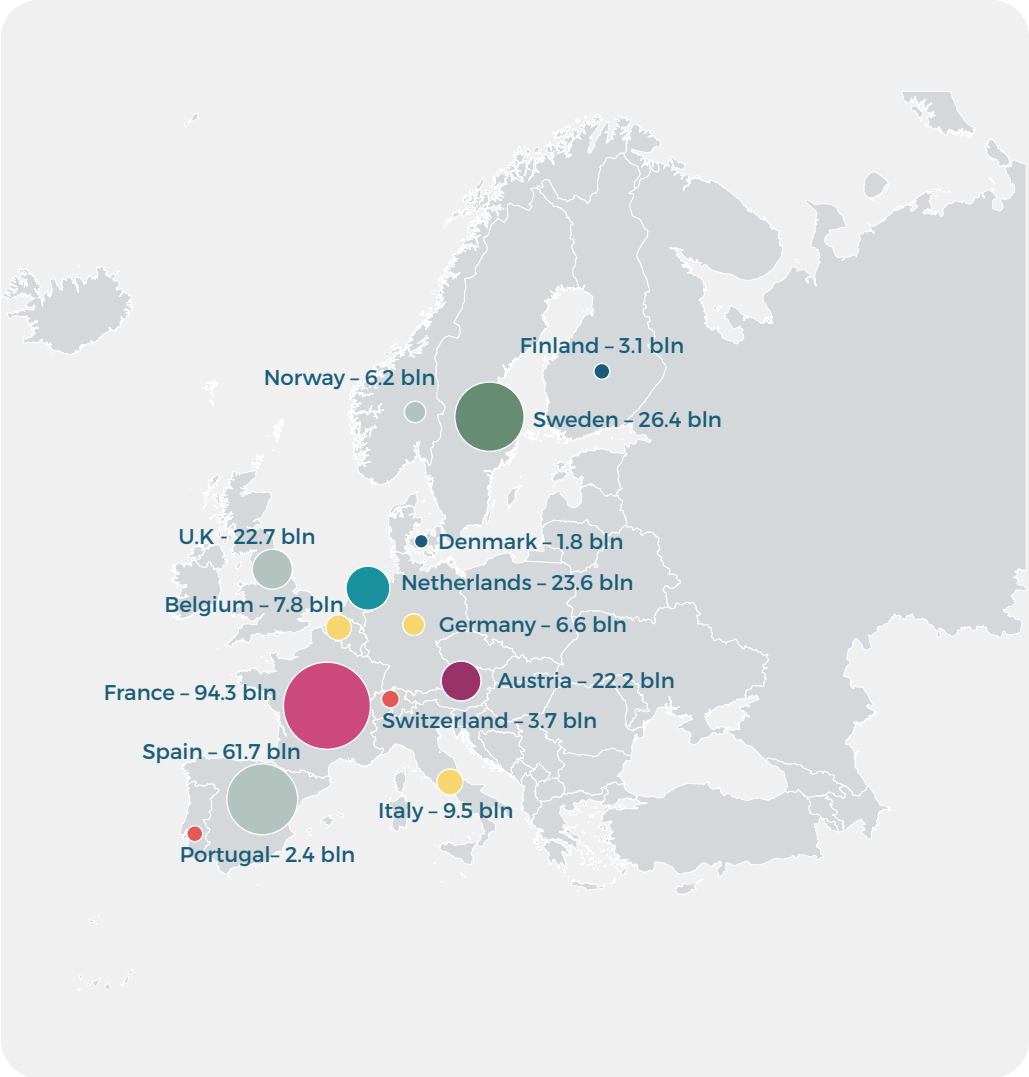 Finland – 3.1 bln
Norway – 6.2 bln
Sweden – 26.4 bln
U.K - 22.7 bln
Denmark – 1.8 bln
Netherlands – 23.6 bln
Belgium – 7.8 bln
Germany – 6.6 bln
Austria – 22.2 bln
France – 94.3 bln
Switzerland – 3.7 bln
Spain – 61.7 bln
Italy – 9.5 bln
Portugal– 2.4 bln